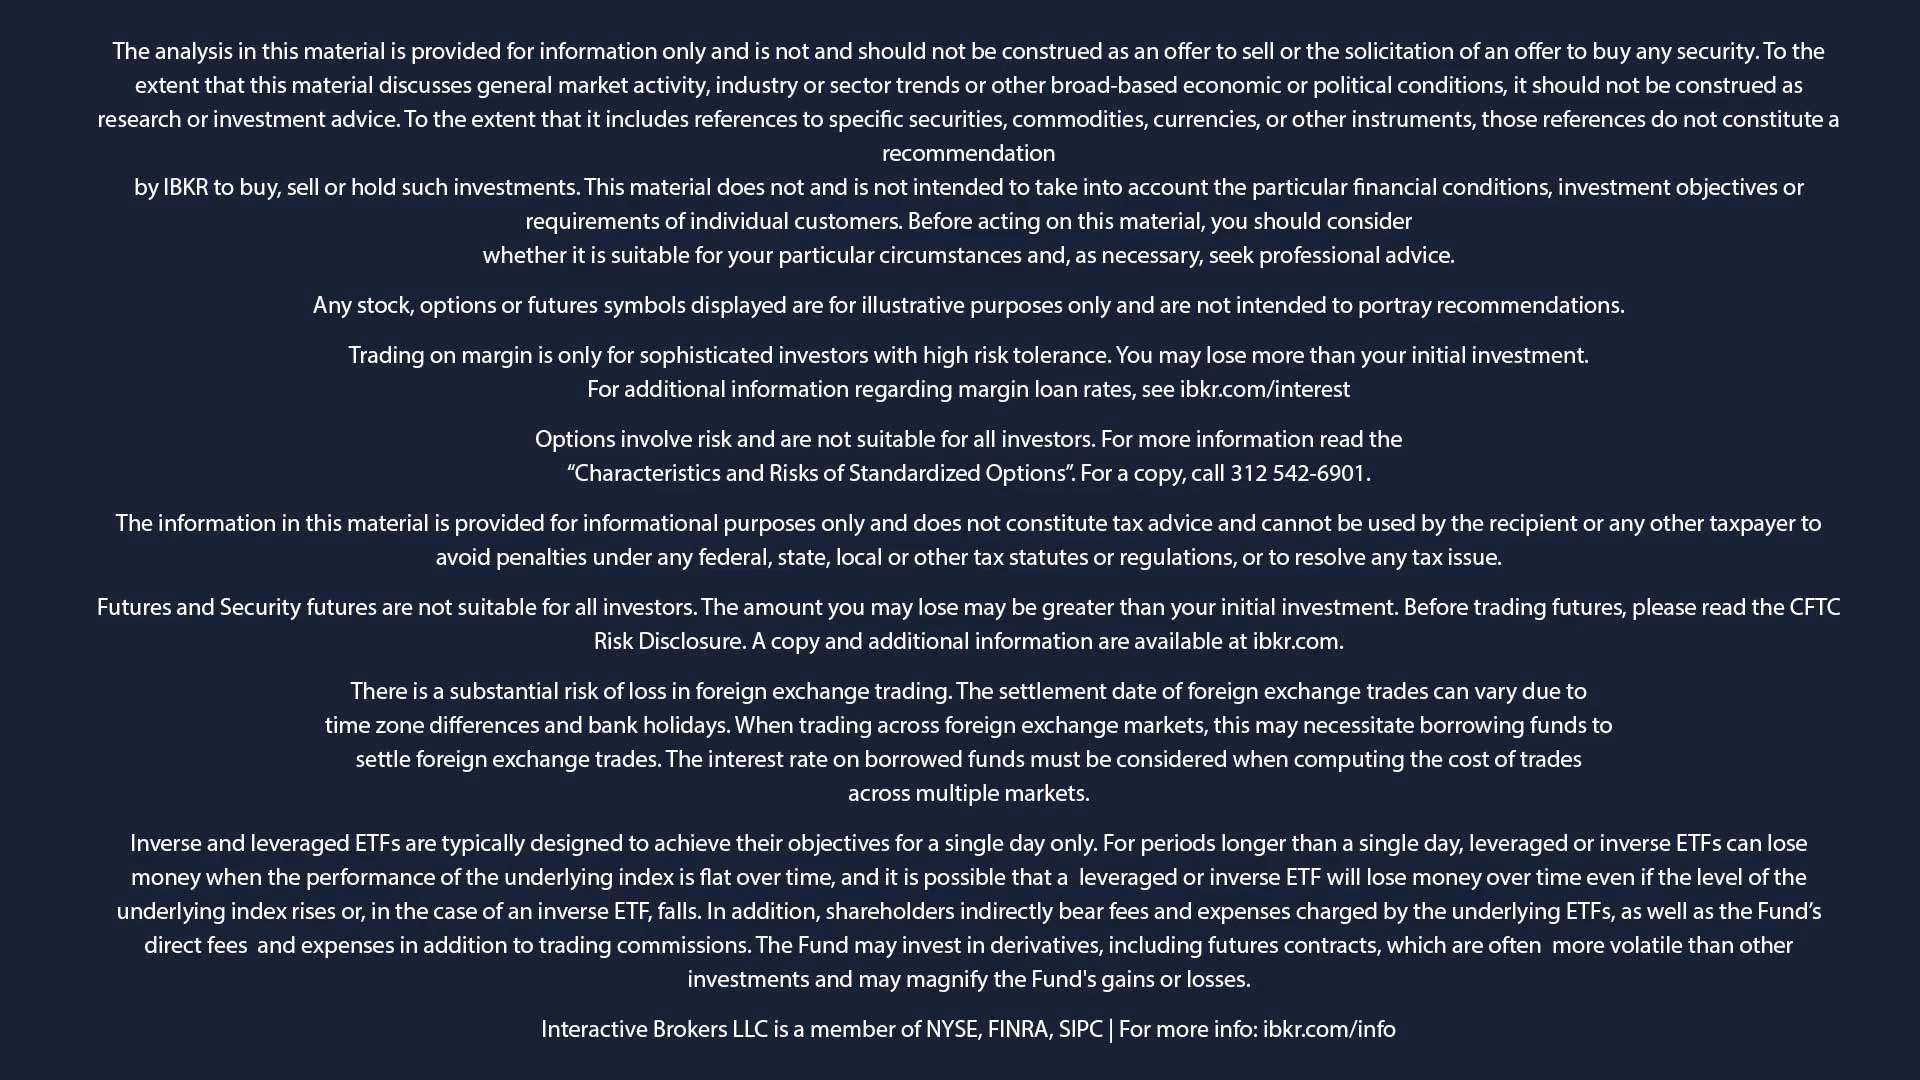 The analysis in this material is provided for information only and is not and should not be construed as an offer to sell or the solicitation of an offer to buy any security. To the
extent that this material discusses general market activity, industry or sector trends or other broad-based economic or political conditions, it should not be construed as
research or investment advice. To the extent that it includes references to specific securities, commodities, currencies, or other instruments, those references do not constitute a
recommendation
by IBKR to buy, sell or hold such investments. This material does not and is not intended to take into account the particular financial conditions, investment objectives or
requirements of individual customers. Before acting on this material, you should consider
whether it is suitable for your particular circumstances and, as necessary, seek professional advice.
Any stock, options or futures symbols displayed are for illustrative purposes only and are not intended to portray recommendations.
Trading on margin is only for sophisticated investors with high risk tolerance. You may lose more than your initial investment.
For additional information regarding margin loan rates, see ibkr.com/interest
Options involve risk and are not suitable for all investors. For more information read the
“Characteristics and Risks of Standardized Options”. For a copy, call 312 542-6901.
The information in this material is provided for informational purposes only and does not constitute tax advice and cannot be used by the recipient or any other taxpayer to
avoid penalties under any federal, state, local or other tax statutes or regulations, or to resolve any tax issue.
Futures and Security futures are not suitable for all investors. The amount you may lose may be greater than your initial investment. Before trading futures, please read the CFTC
Risk Disclosure. A copy and additional information are available at ibkr.com.
There is a substantial risk of loss in foreign exchange trading. The settlement date of foreign exchange trades can vary due to
time zone differences and bank holidays. When trading across foreign exchange markets, this may necessitate borrowing funds to
settle foreign exchange trades. The interest rate on borrowed funds must be considered when computing the cost of trades
across multiple markets.
Inverse and leveraged ETFs are typically designed to achieve their objectives for a single day only. For periods longer than a single day, leveraged or inverse ETFs can lose
money when the performance of the underlying index is flat over time, and it is possible that a leveraged or inverse ETF will lose money over time even if the level of the
underlying index rises or, in the case of an inverse ETF, falls. In addition, shareholders indirectly bear fees and expenses charged by the underlying ETFs, as well as the Fund’s
direct fees and expenses in addition to trading commissions. The Fund may invest in derivatives, including futures contracts, which are often more volatile than other
investments and may magnify the Fund's gains or losses.
Interactive Brokers LLC is a member of NYSE, FINRA, SIPC | For more info: ibkr.com/info